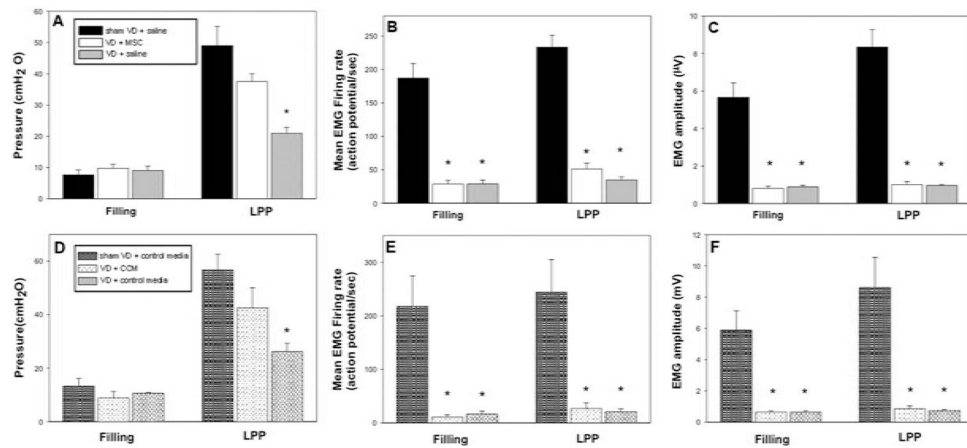 A
60
50
40
30
20
10
0
Pressure (cmH2 O)
sham VD + saline
VD + MSC
VD + saline
*
Filling LPP
B
250
200
150
100
50
0
Mean EMG Firing rate
(action potential/sec)
* * * *
Filling LPP
C
10
8
6
4
2
0
EMG amplitude (µV)
* * * *
Filling LPP
D
60
40
20
0
Pressure(cmH2O)
sham VD + control media
VD + CCM
VD + control media
*
Filling LPP
E
300
200
100
0
Mean EMG Firing rate
(action potential/sec)
* * * *
Filling LPP
F
12
10
8
6
4
2
0
EMG amplitude (mV)
* * * *
Filling LPP